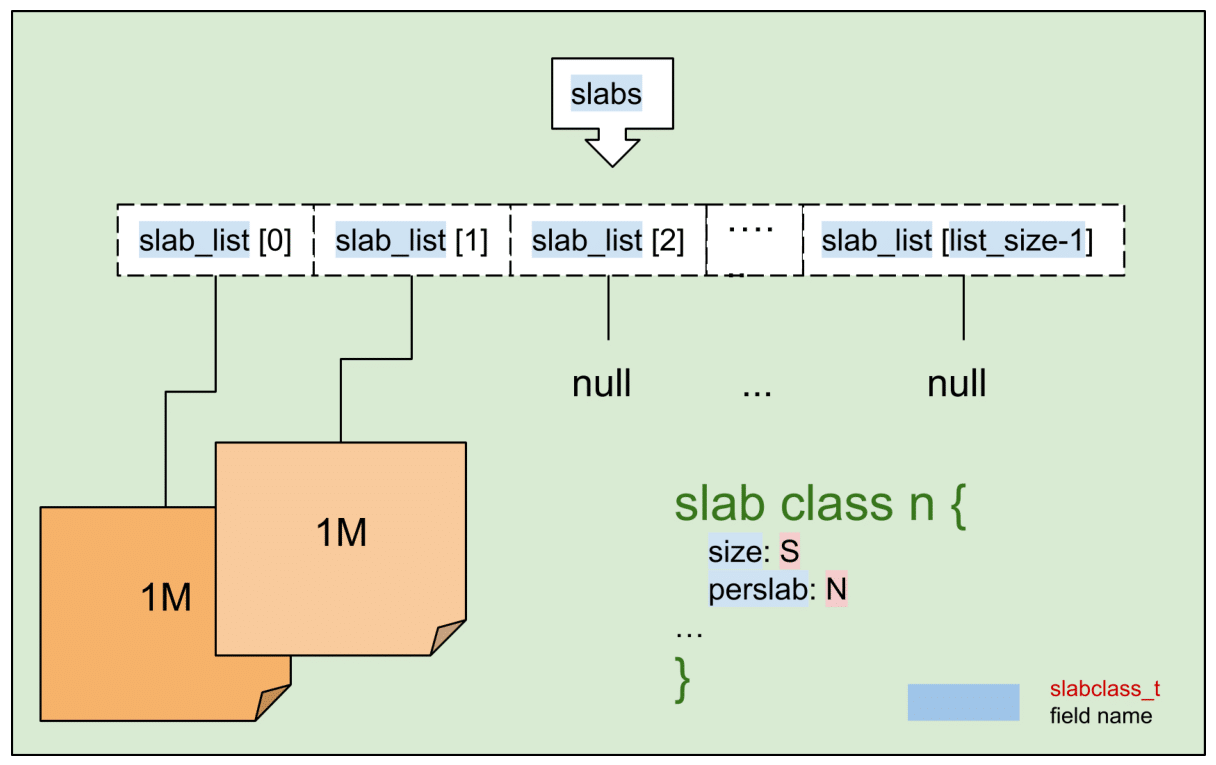 slabs
slab_list [0] slab_list [1] slab_list [2] ...... slab_list [list_size-1]
null ... null
1M
1M
slab class n {
size: S
perslab: N
...
}
slabclass_t
field name